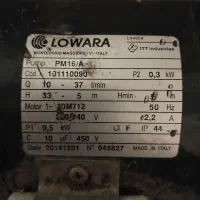 LOWARA
ITT Industries
MONTECCHIO MAGGIORE (VI) - ITALY
Pump. PM16/A
Cod. 101110090 P2 0,3 kW
Q 10 - 37 l/min
H 33 - 5 m Hmin m
Motor 1~ 50 Hz
2,2 A
P1 0,5 kW Cl F IP 44
C 10 µF 450 V
Date N° MADE IN ITALY